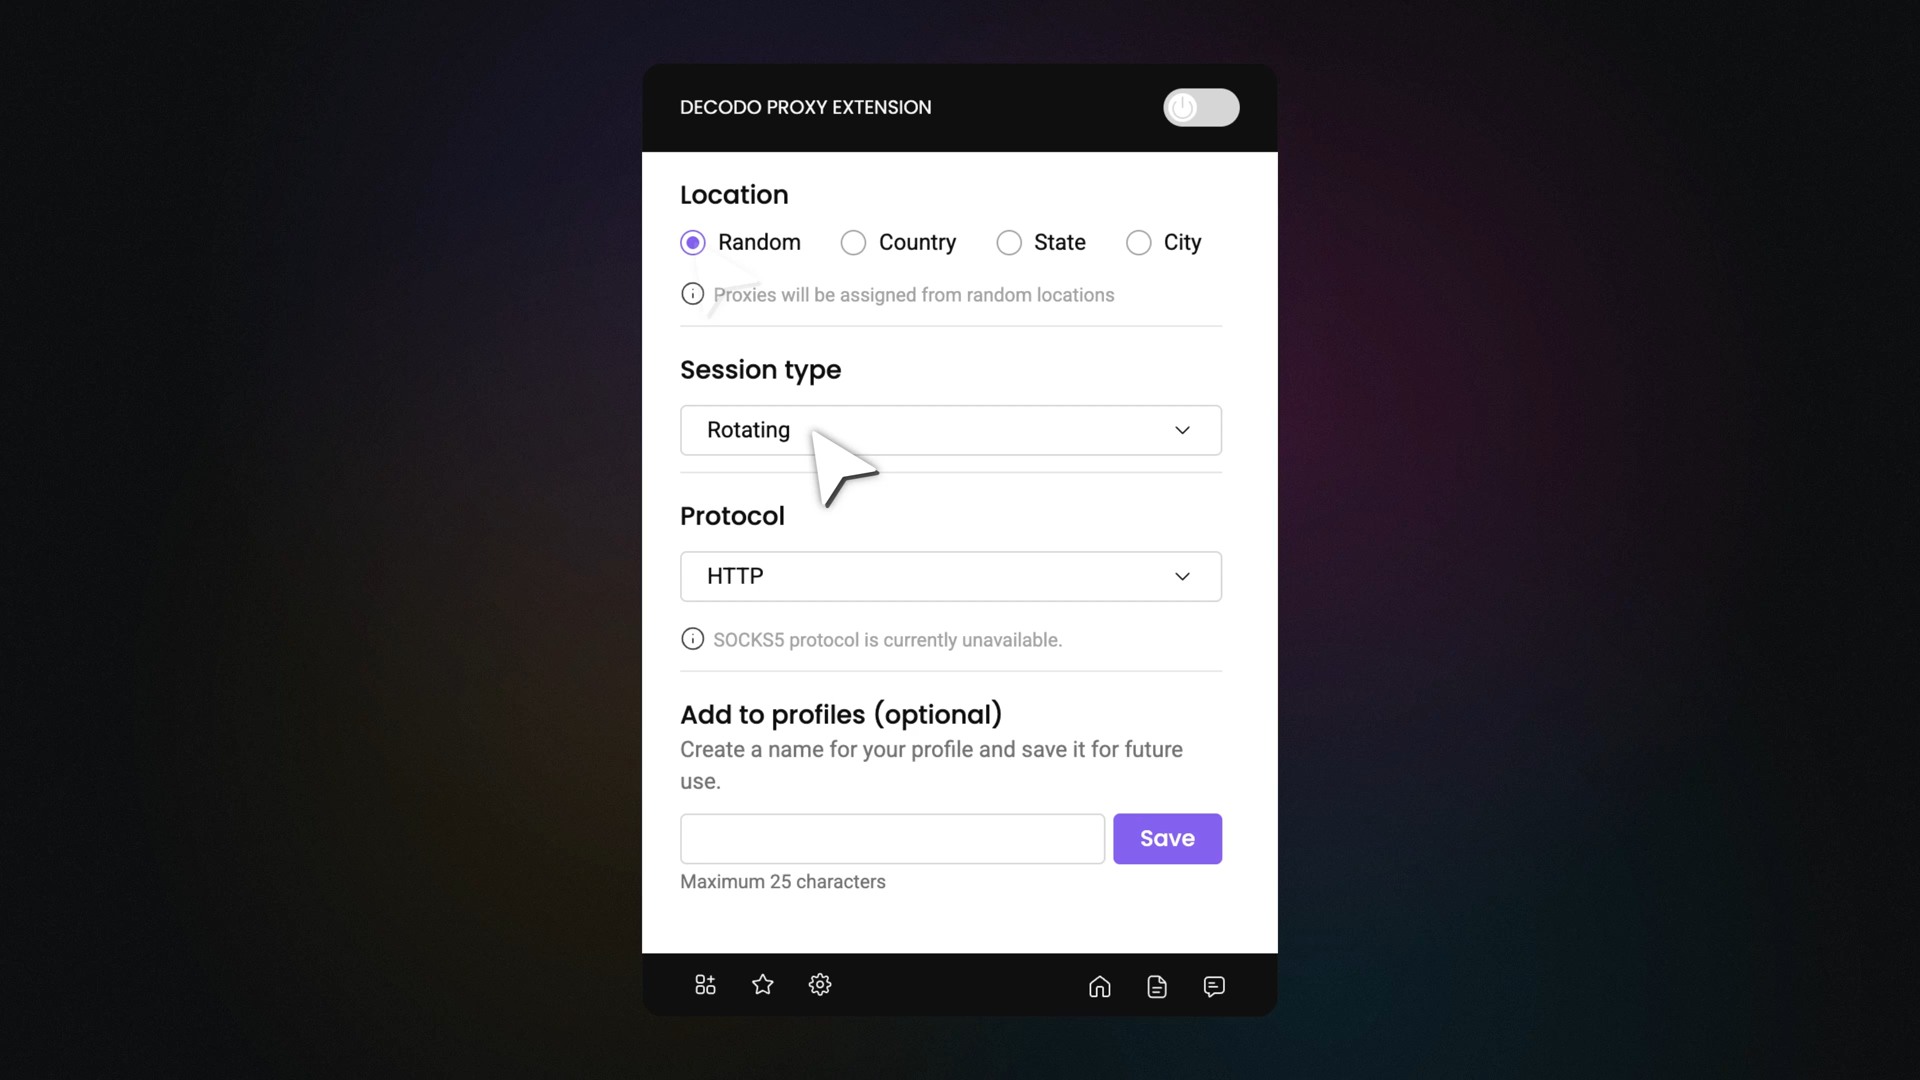 DECODO PROXY EXTENSION
Location
Random Country State City
Proxies will be assigned from random locations
Session type
Rotating
Protocol
HTTP
SOCKS5 protocol is currently unavailable.
Add to profiles (optional)
Create a name for your profile and save it for future
use.
Save
Maximum 25 characters